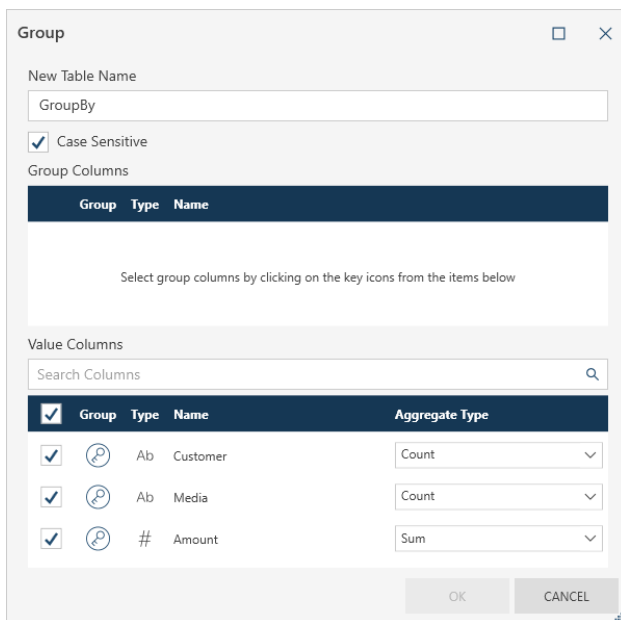 Group
New Table Name
GroupBy
Case Sensitive
Group Columns
Group Type Name
Select group columns by clicking on the key icons from the items below
Value Columns
Search Columns
Group Type Name Aggregate Type
Ab Customer Count
Ab Media Count
# Amount Sum
OK CANCEL